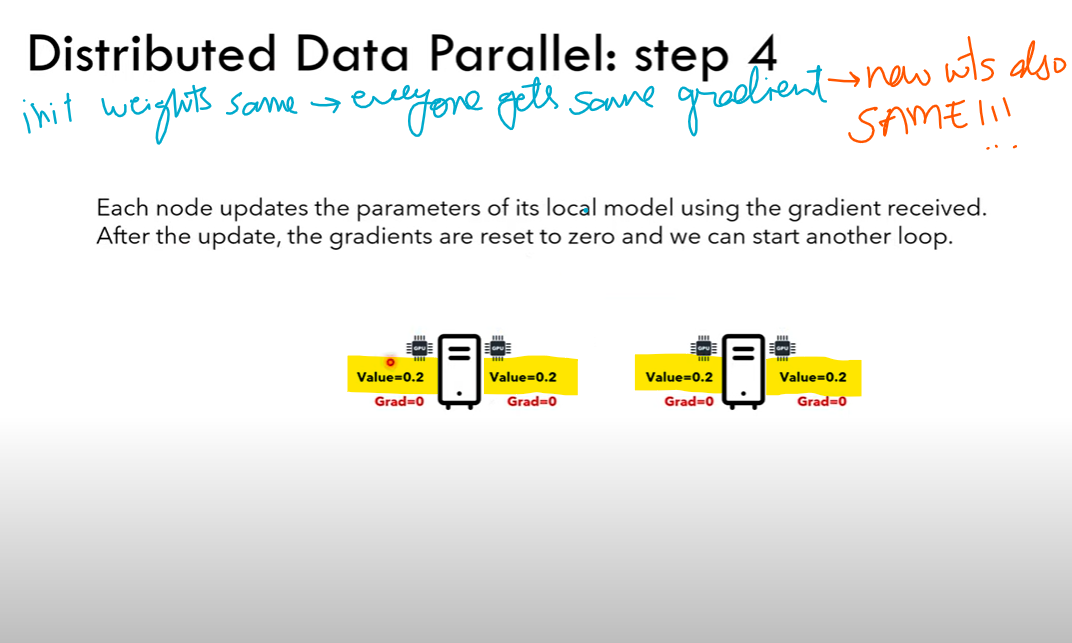 Distributed Data Parallel: step 4
init weights same → everyone gets same gradient → new wts also
SAME!!!
Each node updates the parameters of its local model using the gradient received.
After the update, the gradients are reset to zero and we can start another loop.
GPU GPU GPU GPU
Value=0.2 Value=0.2 Value=0.2 Value=0.2
Grad=0 Grad=0 Grad=0 Grad=0